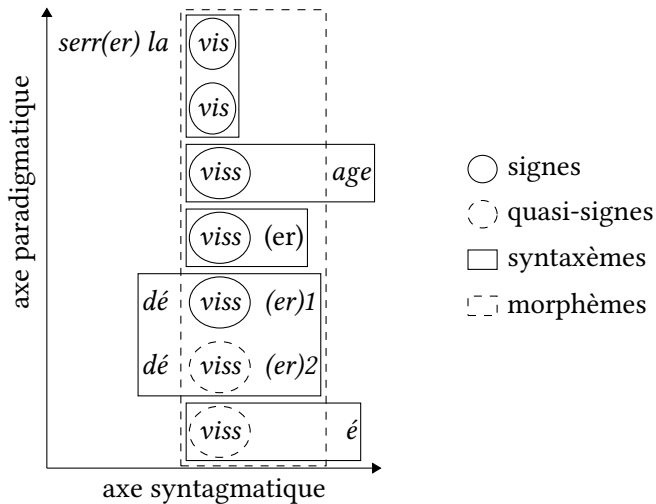 serr(er) la vis
vis
viss age
viss (er)
dé viss (er)1
dé viss (er)2
viss é
axe paradigmatique
axe syntagmatique
signes
quasi-signes
syntaxèmes
morphèmes